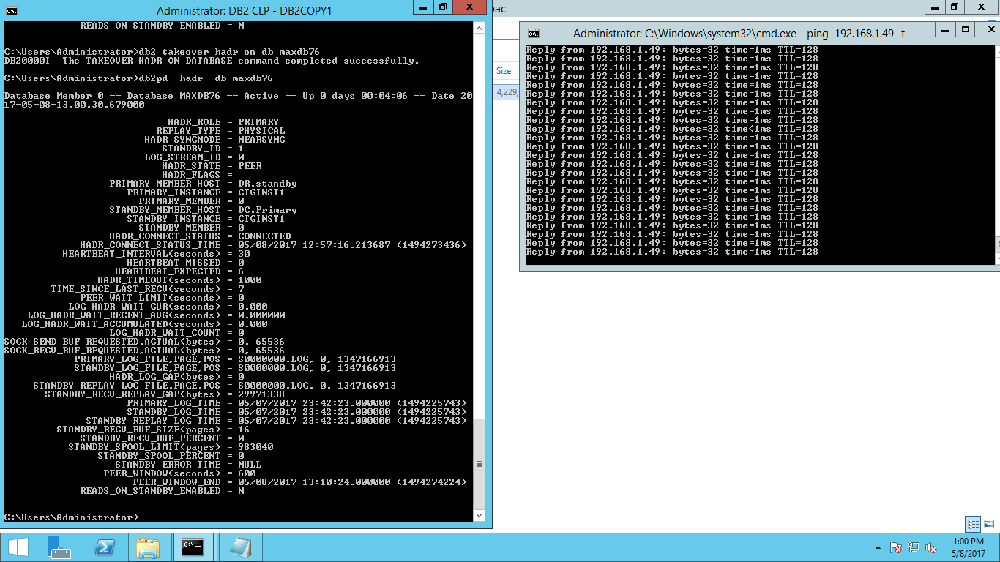 Administrator: DB2 CLP - DB2COPY1
READS_ON_STANDBY_ENABLED = N
C:\Users\Administrator>db2 takeover hadr on db maxdb76
DB20000I  The TAKEOVER HADR ON DATABASE command completed successfully.
C:\Users\Administrator>db2pd -hadr -db maxdb76
Database Member 0 -- Database MAXDB76 -- Active -- Up 0 days 00:04:06 -- Date 20
17-05-08-13.00.30.679000
HADR_ROLE = PRIMARY
REPLAY_TYPE = PHYSICAL
HADR_SYNCMODE = NEARSYNC
STANDBY_ID = 1
LOG_STREAM_ID = 0
HADR_STATE = PEER
HADR_FLAGS =
PRIMARY_MEMBER_HOST = DR.standby
PRIMARY_INSTANCE = CTGINST1
PRIMARY_MEMBER = 0
STANDBY_MEMBER_HOST = DC.Primary
STANDBY_INSTANCE = CTGINST1
STANDBY_MEMBER = 0
HADR_CONNECT_STATUS = CONNECTED
HADR_CONNECT_STATUS_TIME = 05/08/2017 12:57:16.213687 (1494273436)
HEARTBEAT_INTERVAL(seconds) = 30
HEARTBEAT_MISSED = 0
HEARTBEAT_EXPECTED = 6
HADR_TIMEOUT(seconds) = 1000
TIME_SINCE_LAST_RECV(seconds) = 7
PEER_WAIT_LIMIT(seconds) = 0
LOG_HADR_WAIT_CUR(seconds) = 0.000
LOG_HADR_WAIT_RECENT_AVG(seconds) = 0.000000
LOG_HADR_WAIT_ACCUMULATED(seconds) = 0.000
LOG_HADR_WAIT_COUNT = 0
SOCK_SEND_BUF_REQUESTED,ACTUAL(bytes) = 0, 65536
SOCK_RECV_BUF_REQUESTED,ACTUAL(bytes) = 0, 65536
PRIMARY_LOG_FILE,PAGE,POS = S0000000.LOG, 0, 1347166913
STANDBY_LOG_FILE,PAGE,POS = S0000000.LOG, 0, 1347166913
HADR_LOG_GAP(bytes) = 0
STANDBY_REPLAY_LOG_FILE,PAGE,POS = S0000000.LOG, 0, 1347166913
STANDBY_RECV_REPLAY_GAP(bytes) = 29971338
PRIMARY_LOG_TIME = 05/07/2017 23:42:23.000000 (1494225743)
STANDBY_LOG_TIME = 05/07/2017 23:42:23.000000 (1494225743)
STANDBY_REPLAY_LOG_TIME = 05/07/2017 23:42:23.000000 (1494225743)
STANDBY_RECV_BUF_SIZE(pages) = 16
STANDBY_RECV_BUF_PERCENT = 0
STANDBY_SPOOL_LIMIT(pages) = 983040
STANDBY_SPOOL_PERCENT = 0
STANDBY_ERROR_TIME = NULL
PEER_WINDOW(seconds) = 600
PEER_WINDOW_END = 05/08/2017 13:10:24.000000 (1494274224)
READS_ON_STANDBY_ENABLED = N
C:\Users\Administrator>
Size
4,229,
Administrator: C:\Windows\system32\cmd.exe - ping  192.168.1.49 -t
Reply from 192.168.1.49: bytes=32 time=1ms TTL=128
Reply from 192.168.1.49: bytes=32 time=1ms TTL=128
Reply from 192.168.1.49: bytes=32 time=1ms TTL=128
Reply from 192.168.1.49: bytes=32 time=1ms TTL=128
Reply from 192.168.1.49: bytes=32 time=1ms TTL=128
Reply from 192.168.1.49: bytes=32 time=1ms TTL=128
Reply from 192.168.1.49: bytes=32 time=1ms TTL=128
Reply from 192.168.1.49: bytes=32 time=1ms TTL=128
Reply from 192.168.1.49: bytes=32 time=1ms TTL=128
Reply from 192.168.1.49: bytes=32 time<1ms TTL=128
Reply from 192.168.1.49: bytes=32 time=1ms TTL=128
Reply from 192.168.1.49: bytes=32 time=1ms TTL=128
Reply from 192.168.1.49: bytes=32 time=1ms TTL=128
Reply from 192.168.1.49: bytes=32 time=1ms TTL=128
Reply from 192.168.1.49: bytes=32 time=1ms TTL=128
Reply from 192.168.1.49: bytes=32 time=1ms TTL=128
Reply from 192.168.1.49: bytes=32 time=1ms TTL=128
Reply from 192.168.1.49: bytes=32 time=1ms TTL=128
Reply from 192.168.1.49: bytes=32 time=1ms TTL=128
Reply from 192.168.1.49: bytes=32 time=1ms TTL=128
Reply from 192.168.1.49: bytes=32 time=1ms TTL=128
Reply from 192.168.1.49: bytes=32 time=1ms TTL=128
Reply from 192.168.1.49: bytes=32 time=1ms TTL=128
Reply from 192.168.1.49: bytes=32 time=1ms TTL=128
1:00 PM
5/8/2017